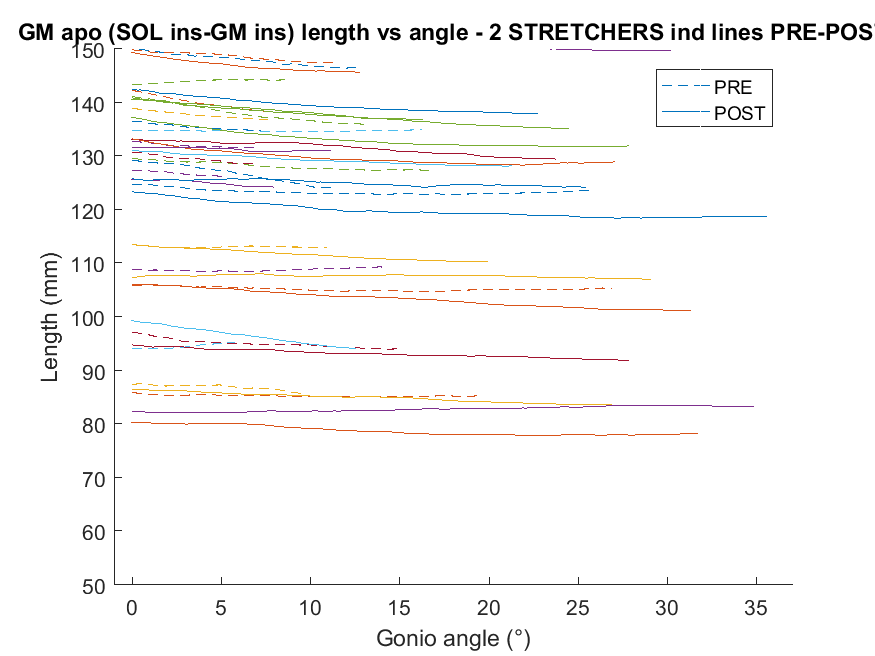 GM apo (SOL ins-GM ins) length vs angle - 2 STRETCHERS ind lines PRE-POS
150
140
130
120
110
100
90
80
70
60
50
Length (mm)
PRE
POST
0 5 10 15 20 25 30 35
Gonio angle (°)